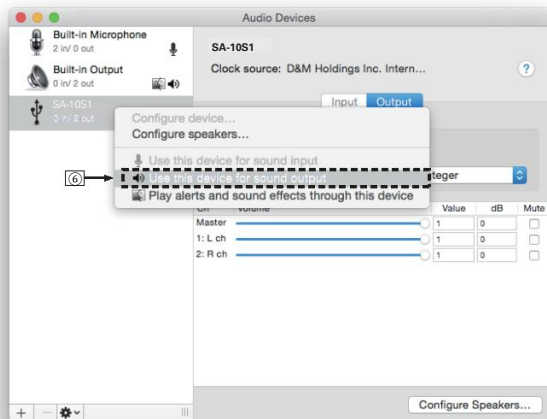 Audio Devices
Built-in Microphone
2 in/ 0 out
Built-in Output
0 in/ 2 out
SA-10S1
0 in/ 2 out
SA-10S1
Clock source: D&M Holdings Inc. Intern...
?
Input
Output
Configure device...
Configure speakers...
Use this device for sound input
⑥
Use this device for sound output
Play alerts and sound effects through this device
teger
Ch Volume Value dB Mute
Master 1 0
1: L ch 1 0
2: R ch 1 0
Configure Speakers...